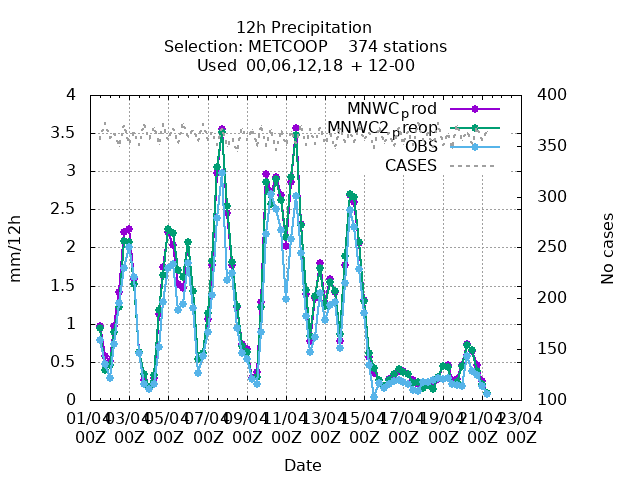 12h Precipitation
Selection: METCOOP 374 stations
Used 00,06,12,18 + 12-00
4
3.5
3
2.5
2
1.5
1
0.5
0
400
350
300
250
200
150
100
mm/12h
No cases
MNWCprod
MNWC2preop
OBS
CASES
01/04 03/04 05/04 07/04 09/04 11/04 13/04 15/04 17/04 19/04 21/04 23/04
00Z 00Z 00Z 00Z 00Z 00Z 00Z 00Z 00Z 00Z 00Z 00Z
Date